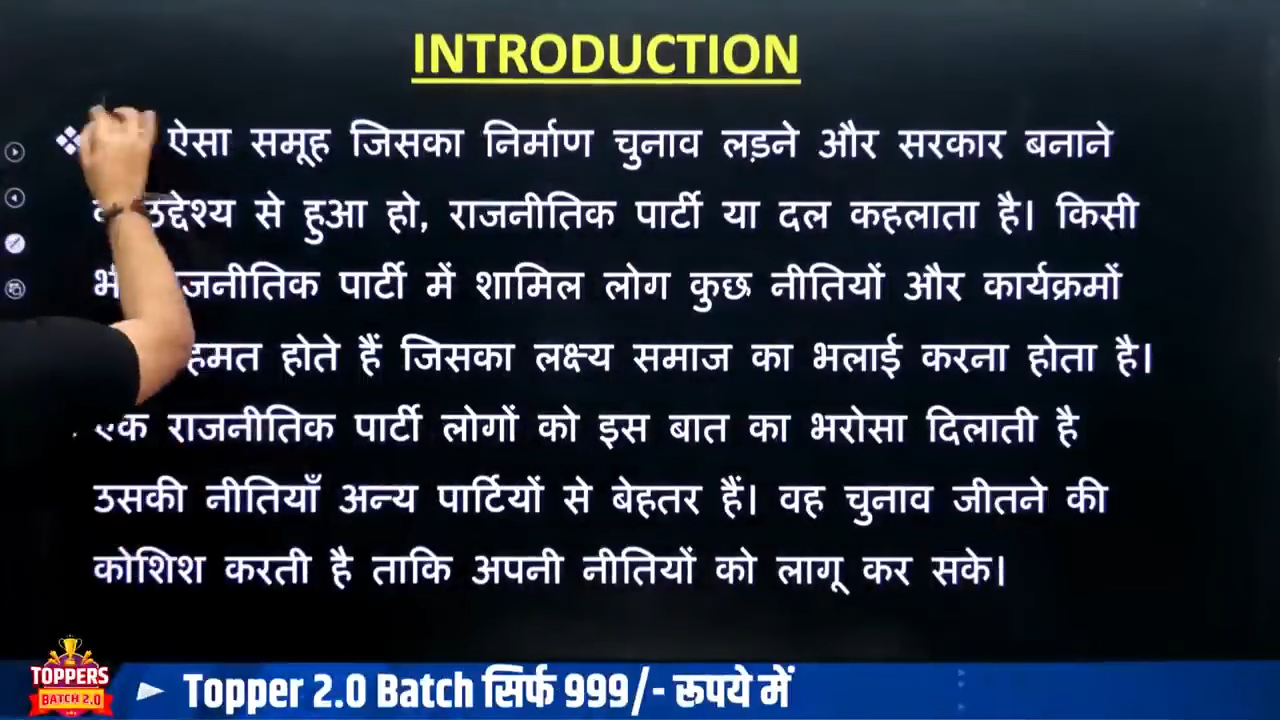 INTRODUCTION
❖ ऐसा समूह जिसका निर्माण चुनाव लड़ने और सरकार बनाने
उद्देश्य से हुआ हो, राजनीतिक पार्टी या दल कहलाता है। किसी
राजनीतिक पार्टी में शामिल लोग कुछ नीतियों और कार्यक्रमों
होते हैं जिसका लक्ष्य समाज का भलाई करना होता है।
एक राजनीतिक पार्टी लोगों को इस बात का भरोसा दिलाती है
उसकी नीतियाँ अन्य पार्टियों से बेहतर हैं। वह चुनाव जीतने की
कोशिश करती है ताकि अपनी नीतियों को लागू कर सके।
TOPPERS
BATCH 2.0
Topper 2.0 Batch सिर्फ 999/- रूपये में